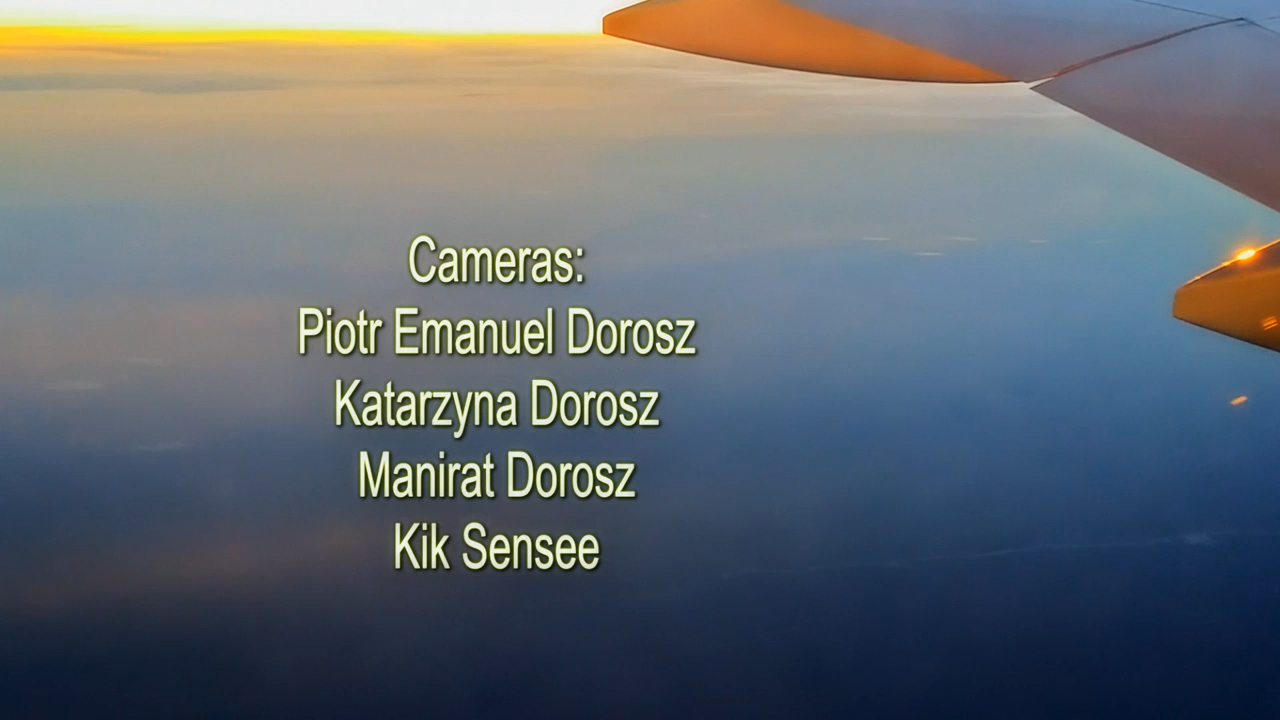 Cameras:
Piotr Emanuel Dorosz
Katarzyna Dorosz
Manirat Dorosz
Kik Sensee